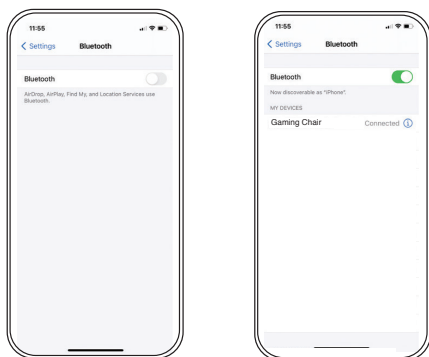 11:55
Settings
Bluetooth
Bluetooth
AirDrop, AirPlay, Find My, and Location Services use
Bluetooth.
11:55
Settings
Bluetooth
Bluetooth
Now discoverable as "iPhone".
MY DEVICES
Gaming Chair
Connected